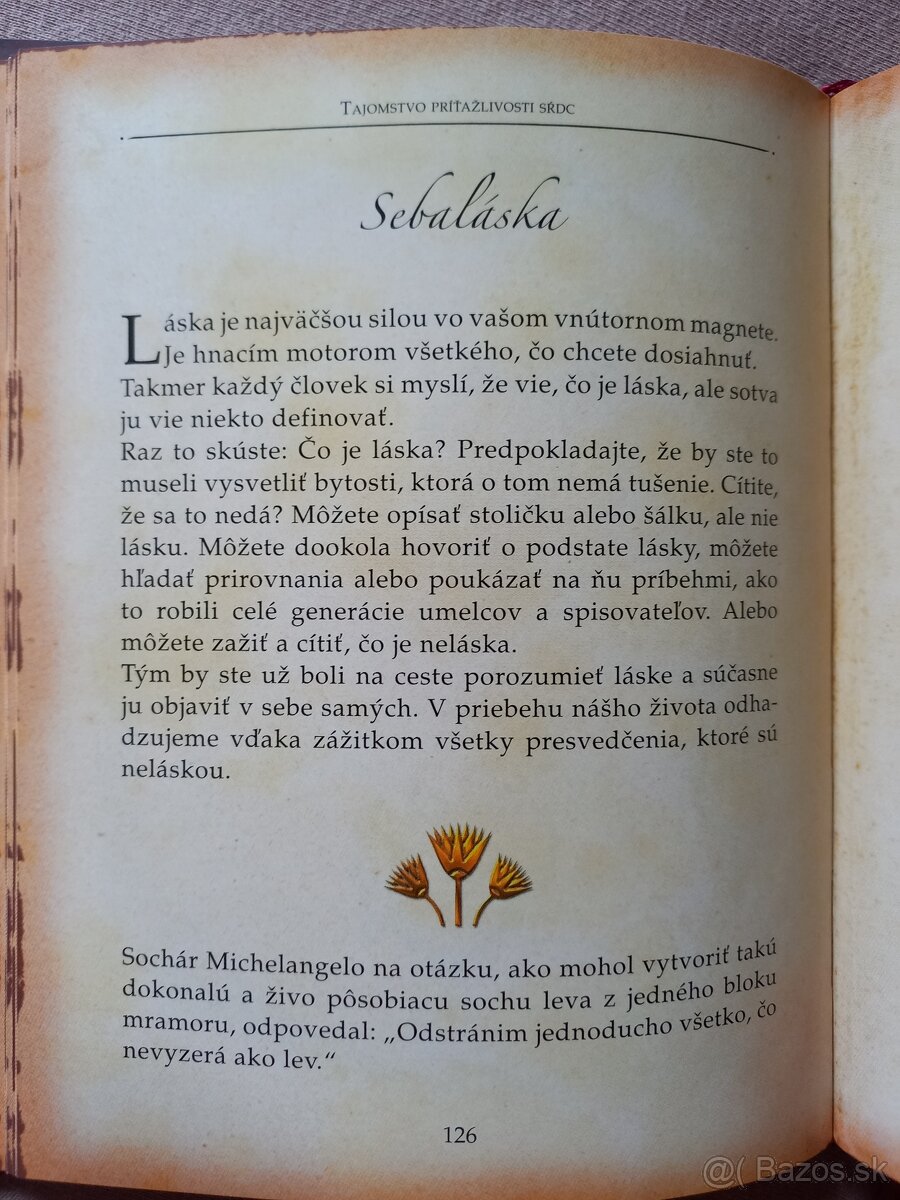 Tajomstvo príťažlivosti sŕdc
Sebaláska
Láska je najväčšou silou vo vašom vnútornom magnete.
Je hnacím motorom všetkého, čo chcete dosiahnuť.
Takmer každý človek si myslí, že vie, čo je láska, ale sotva
ju vie niekto definovať.
Raz to skúste: Čo je láska? Predpokladajte, že by ste to
museli vysvetliť bytosti, ktorá o tom nemá tušenie. Cítite,
že sa to nedá? Môžete opísať stoličku alebo šálku, ale nie
lásku. Môžete dookola hovoriť o podstate lásky, môžete
hľadať prirovnania alebo poukázať na ňu príbehmi, ako
to robili celé generácie umelcov a spisovateľov. Alebo
môžete zažiť a cítiť, čo je neláska.
Tým by ste už boli na ceste porozumieť láske a súčasne
ju objaviť v sebe samých. V priebehu nášho života odha-
dzujeme vďaka zážitkom všetky presvedčenia, ktoré sú
neláskou.
Sochár Michelangelo na otázku, ako mohol vytvoriť takú
dokonalú a živo pôsobiacu sochu leva z jedného bloku
mramoru, odpovedal: „Odstránim jednoducho všetko, čo
nevyzerá ako lev.“
126
@( Bazos.sk